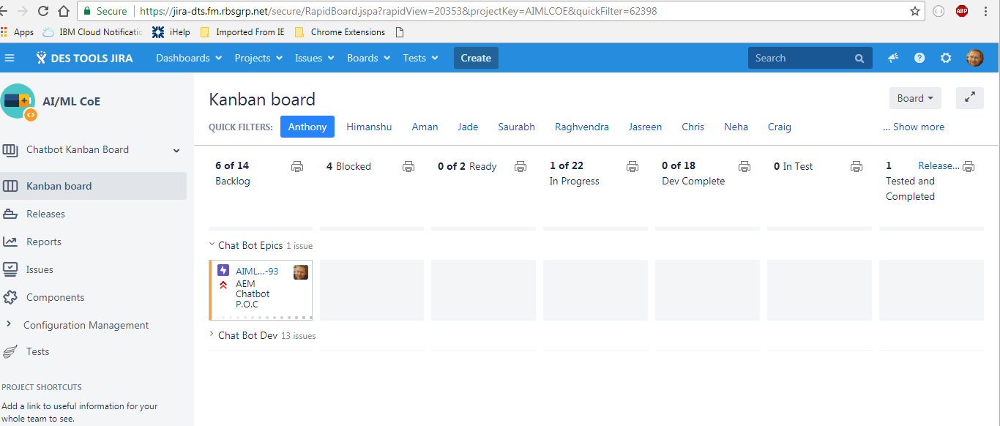 Secure https://jira-dts.fm.rbsgrp.net/secure/RapidBoard.jspa?rapidView=20353&projectKey=AIMLCOE&quickFilter=62398 ABP
Apps IBM Cloud Notificatic iHelp Imported From IE Chrome Extensions
DES TOOLS JIRA Dashboards Projects Issues Boards Tests Create Search
AI/ML CoE
Chatbot Kanban Board
Kanban board
Releases
Reports
Issues
Components
Configuration Management
Tests
PROJECT SHORTCUTS
Add a link to useful information for your
whole team to see.
Kanban board Board
QUICK FILTERS: Anthony Himanshu Aman Jade Saurabh Raghvendra Jasreen Chris Neha Craig ... Show more
6 of 14
Backlog
4 Blocked
0 of 2 Ready
1 of 22
In Progress
0 of 18
Dev Complete
0 In Test
1 Release...
Tested and
Completed
Chat Bot Epics 1 issue
AIML...-93
AEM
Chatbot
P.O.C
Chat Bot Dev 13 issues